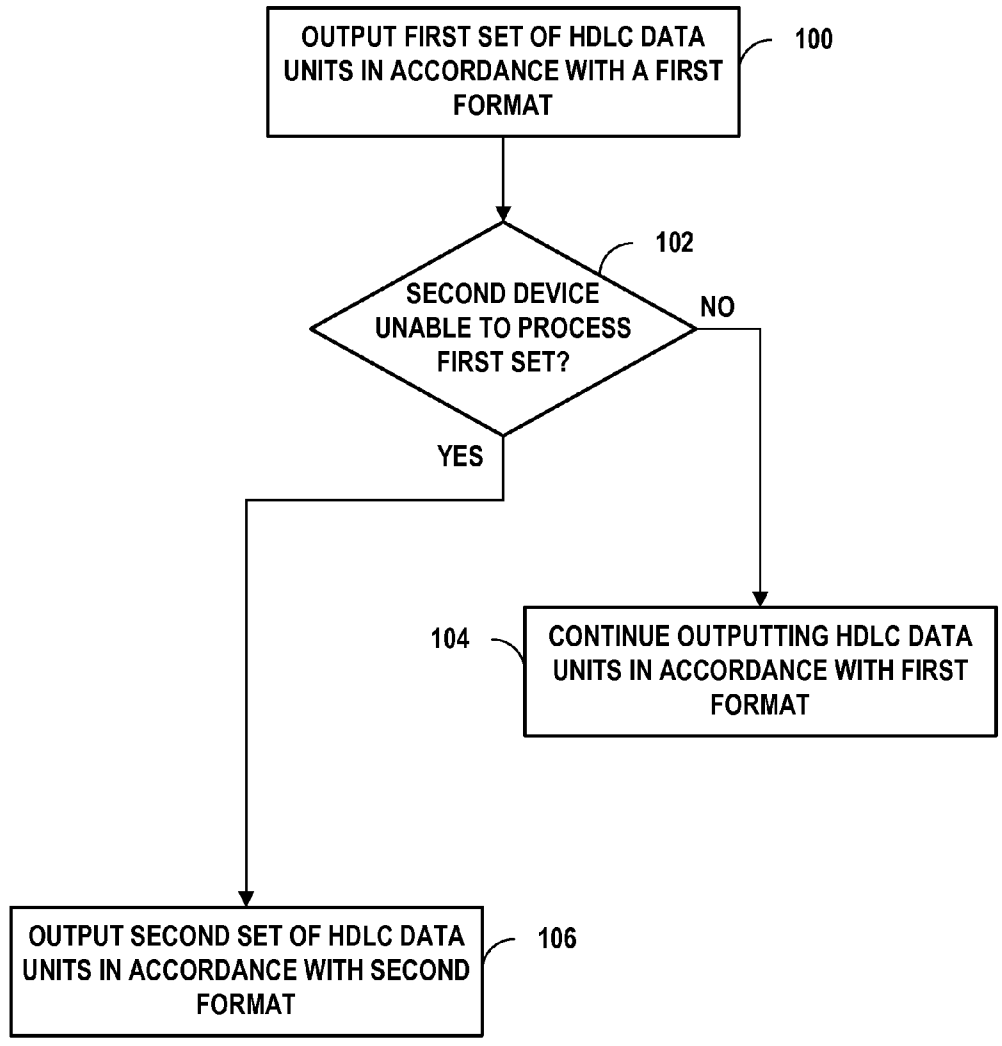 OUTPUT FIRST SET OF HDLC DATA
UNITS IN ACCORDANCE WITH A FIRST
FORMAT
100
102
SECOND DEVICE
UNABLE TO PROCESS
FIRST SET?
NO
YES
104
CONTINUE OUTPUTTING HDLC DATA
UNITS IN ACCORDANCE WITH FIRST
FORMAT
OUTPUT SECOND SET OF HDLC DATA
UNITS IN ACCORDANCE WITH SECOND
FORMAT
106